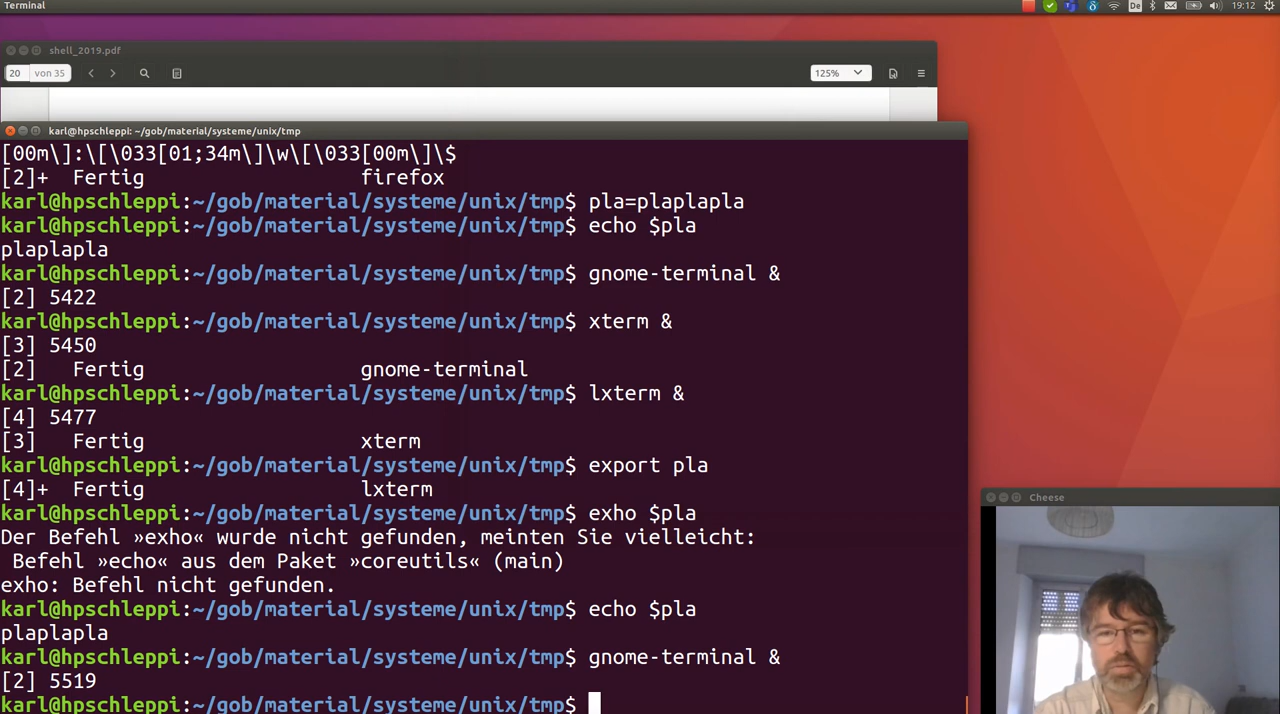 Terminal
De
19:12
shell_2019.pdf
20 von 35
125%
karl@hpschleppi: ~/gob/material/systeme/unix/tmp
[00m\]:\[\033[01;34m\]\w\[\033[00m\]\$
[2]+ Fertig firefox
karl@hpschleppi:~/gob/material/systeme/unix/tmp$ pla=plaplapla
karl@hpschleppi:~/gob/material/systeme/unix/tmp$ echo $pla
plaplapla
karl@hpschleppi:~/gob/material/systeme/unix/tmp$ gnome-terminal &
[2] 5422
karl@hpschleppi:~/gob/material/systeme/unix/tmp$ xterm &
[3] 5450
[2] Fertig gnome-terminal
karl@hpschleppi:~/gob/material/systeme/unix/tmp$ lxterm &
[4] 5477
[3] Fertig xterm
karl@hpschleppi:~/gob/material/systeme/unix/tmp$ export pla
[4]+ Fertig lxterm
karl@hpschleppi:~/gob/material/systeme/unix/tmp$ exho $pla
Der Befehl »exho« wurde nicht gefunden, meinten Sie vielleicht:
Befehl »echo« aus dem Paket »coreutils« (main)
exho: Befehl nicht gefunden.
karl@hpschleppi:~/gob/material/systeme/unix/tmp$ echo $pla
plaplapla
karl@hpschleppi:~/gob/material/systeme/unix/tmp$ gnome-terminal &
[2] 5519
karl@hpschleppi:~/gob/material/systeme/unix/tmp$
Cheese